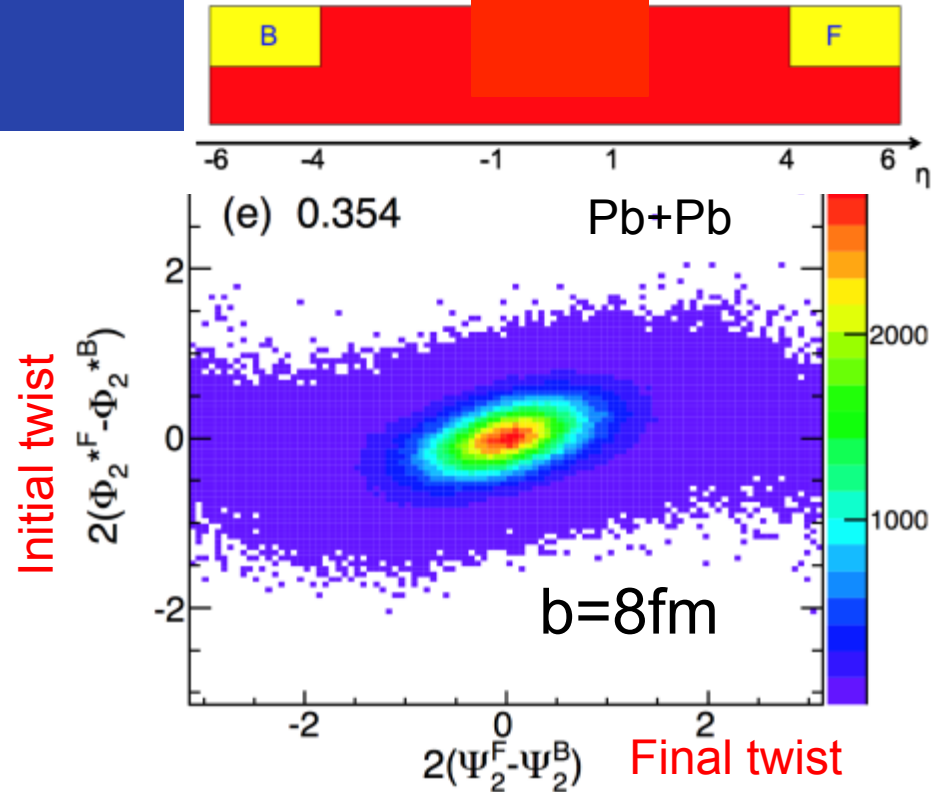 B F
-6 -4 -1 1 4 6
η
(e) 0.354 Pb+Pb
2
0
-2
2000
1000
Initial twist
2(Φ₂*ᶠ-Φ₂*ᴮ)
b=8fm
-2 0 2
2(Ψ₂ᶠ-Ψ₂ᴮ) Final twist